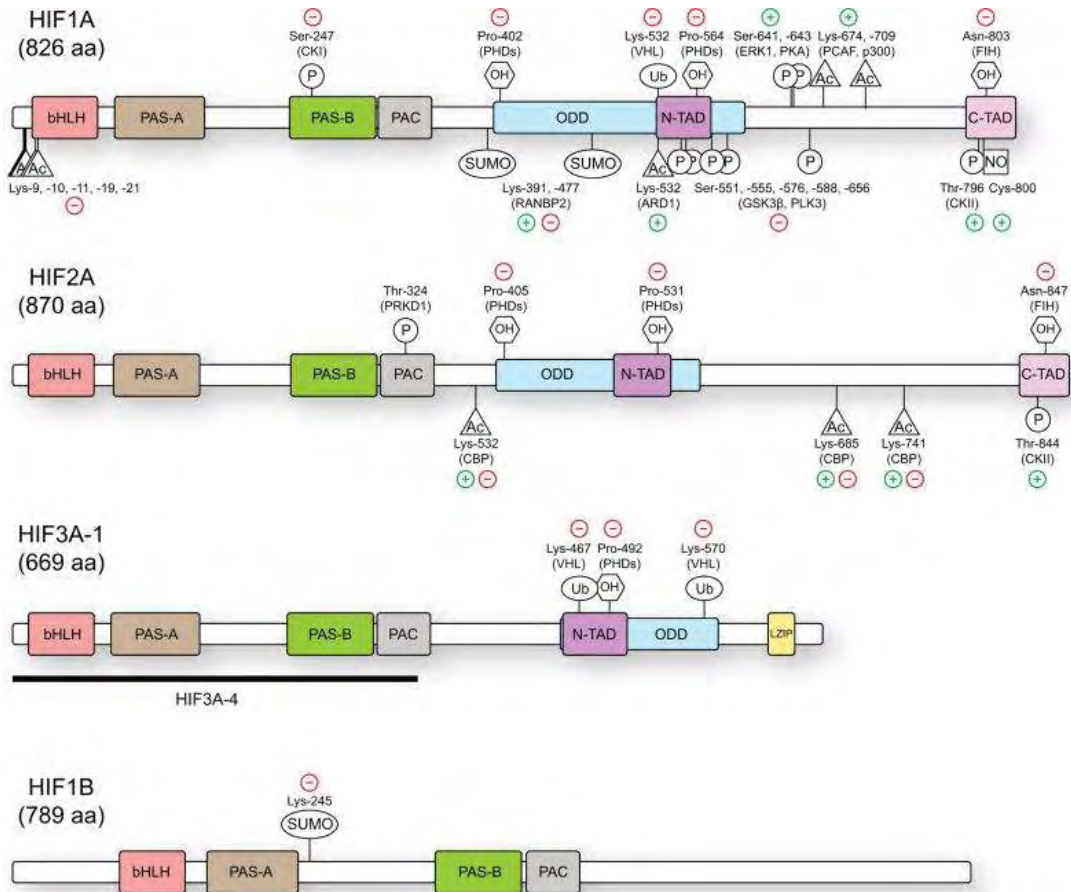 HIF1A
(826 aa)
Ser-247
(CKI)
Pro-402
(PHDs)
Lys-532
(VHL)
Pro-564
(PHDs)
Ser-641, -643
(ERK1, PKA)
Lys-674, -709
(PCAF, p300)
Asn-803
(FIH)
P
OH
Ub
OH
P
P
Ac
Ac
OH
bHLH
PAS-A
PAS-B
PAC
ODD
N-TAD
C-TAD
A
Ac
SUMO
SUMO
Ac
P
P
P
P
P
P
NO
Lys-9, -10, -11, -19, -21
Lys-391, -477
(RANBP2)
Lys-532
(ARD1)
Ser-551, -555, -576, -588, -656
(GSK3β, PLK3)
Thr-796
(CKII)
Cys-800
HIF2A
(870 aa)
Thr-324
(PRKD1)
Pro-405
(PHDs)
Pro-531
(PHDs)
Asn-847
(FIH)
P
OH
OH
OH
bHLH
PAS-A
PAS-B
PAC
ODD
N-TAD
C-TAD
Ac
Ac
Ac
P
Lys-532
(CBP)
Lys-685
(CBP)
Lys-741
(CBP)
Thr-844
(CKII)
HIF3A-1
(669 aa)
Lys-467
(VHL)
Pro-492
(PHDs)
Lys-570
(VHL)
Ub
OH
Ub
bHLH
PAS-A
PAS-B
PAC
N-TAD
ODD
LZIP
HIF3A-4
HIF1B
(789 aa)
Lys-245
SUMO
bHLH
PAS-A
PAS-B
PAC